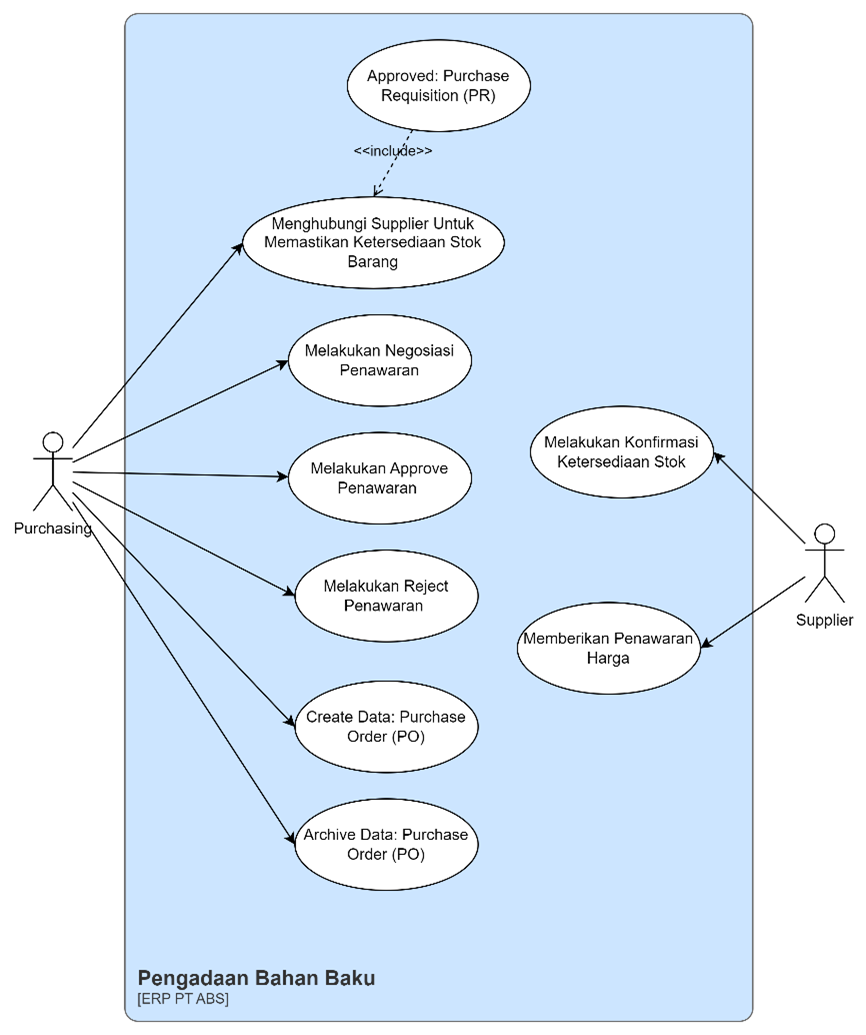 Approved: Purchase
Requisition (PR)
<<include>>
Menghubungi Supplier Untuk
Memastikan Ketersediaan Stok
Barang
Melakukan Negosiasi
Penawaran
Melakukan Konfirmasi
Ketersediaan Stok
Melakukan Approve
Penawaran
Purchasing
Melakukan Reject
Penawaran
Supplier
Memberikan Penawaran
Harga
Create Data: Purchase
Order (PO)
Archive Data: Purchase
Order (PO)
Pengadaan Bahan Baku
[ERP PT ABS]